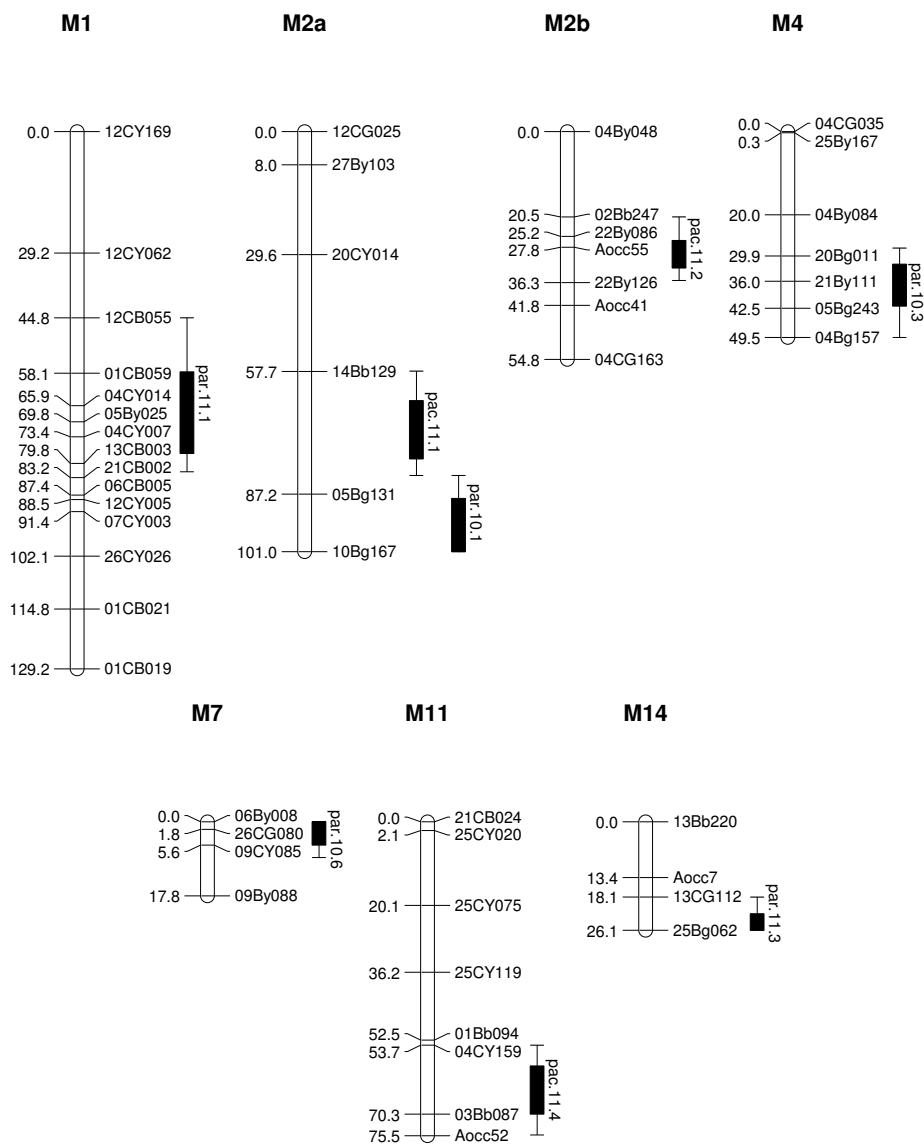 M1
0.0 12CY169
29.2 12CY062
44.8 12CB055
58.1 01CB059
65.9 04CY014
69.8 05By025
73.4 04CY007
79.8 13CB003
83.2 21CB002
87.4 06CB005
88.5 12CY005
91.4 07CY003
102.1 26CY026
114.8 01CB021
129.2 01CB019
par.11.1
M2a
0.0 12CG025
8.0 27By103
29.6 20CY014
57.7 14Bb129
87.2 05Bg131
101.0 10Bg167
pac.11.1
par.10.1
M2b
0.0 04By048
20.5 02Bb247
25.2 22By086
27.8 Aocc55
36.3 22By126
41.8 Aocc41
54.8 04CG163
pac.11.2
M4
0.0 04CG035
0.3 25By167
20.0 04By084
29.9 20Bg011
36.0 21By111
42.5 05Bg243
49.5 04Bg157
par.10.3
M7
0.0 06By008
1.8 26CG080
5.6 09CY085
17.8 09By088
par.10.6
M11
0.0 21CB024
2.1 25CY020
20.1 25CY075
36.2 25CY119
52.5 01Bb094
53.7 04CY159
70.3 03Bb087
75.5 Aocc52
pac.11.4
M14
0.0 13Bb220
13.4 Aocc7
18.1 13CG112
26.1 25Bg062
par.11.3